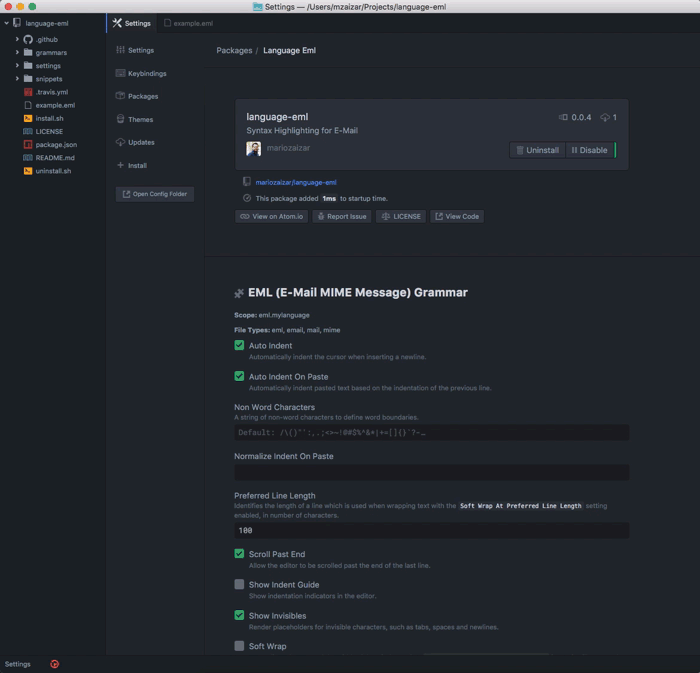 Settings — /Users/mzaizar/Projects/language-eml
language-eml
.github
grammars
settings
snippets
.travis.yml
example.eml
install.sh
LICENSE
package.json
README.md
uninstall.sh
Settings
example.eml
Settings
Keybindings
Packages
Themes
Updates
Install
Open Config Folder
Packages / Language Eml
language-eml
0.0.4
1
Syntax Highlighting for E-Mail
mariozaizar
Uninstall
Disable
mariozaizar/language-eml
This package added 1ms to startup time.
View on Atom.io
Report Issue
LICENSE
View Code
EML (E-Mail MIME Message) Grammar
Scope: eml.mylanguage
File Types: eml, email, mail, mime
Auto Indent
Automatically indent the cursor when inserting a newline.
Auto Indent On Paste
Automatically indent pasted text based on the indentation of the previous line.
Non Word Characters
A string of non-word characters to define word boundaries.
Default: /\()"':,.;<>~!@#$%^&*|+=[]{}`?-…
Normalize Indent On Paste
Preferred Line Length
Identifies the length of a line which is used when wrapping text with the Soft Wrap At Preferred Line Length setting
enabled, in number of characters.
100
Scroll Past End
Allow the editor to be scrolled past the end of the last line.
Show Indent Guide
Show indentation indicators in the editor.
Show Invisibles
Render placeholders for invisible characters, such as tabs, spaces and newlines.
Soft Wrap
Settings